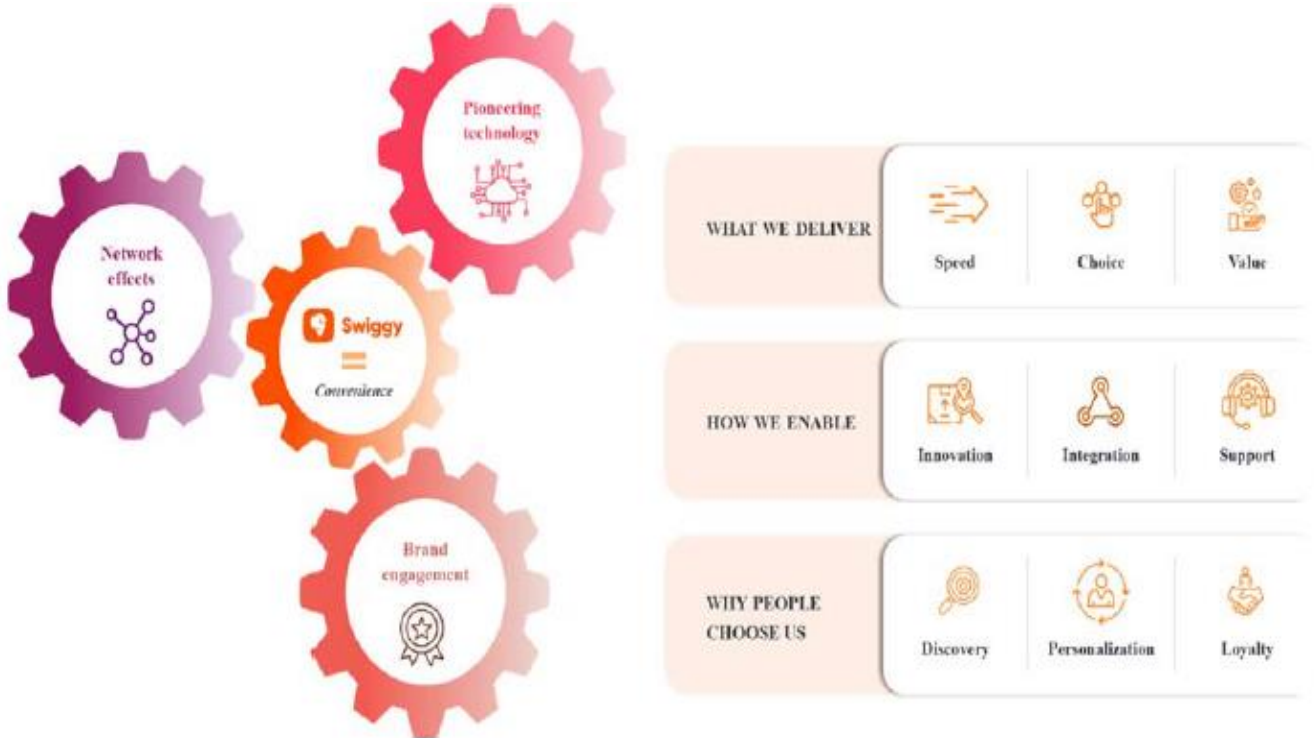 Pioneering
technology
Network
effects
Swiggy
=
Convenience
Brand
engagement
WHAT WE DELIVER
Speed
Choice
Value
HOW WE ENABLE
Innovation
Integration
Support
WHY PEOPLE
CHOOSE US
Discovery
Personalization
Loyalty